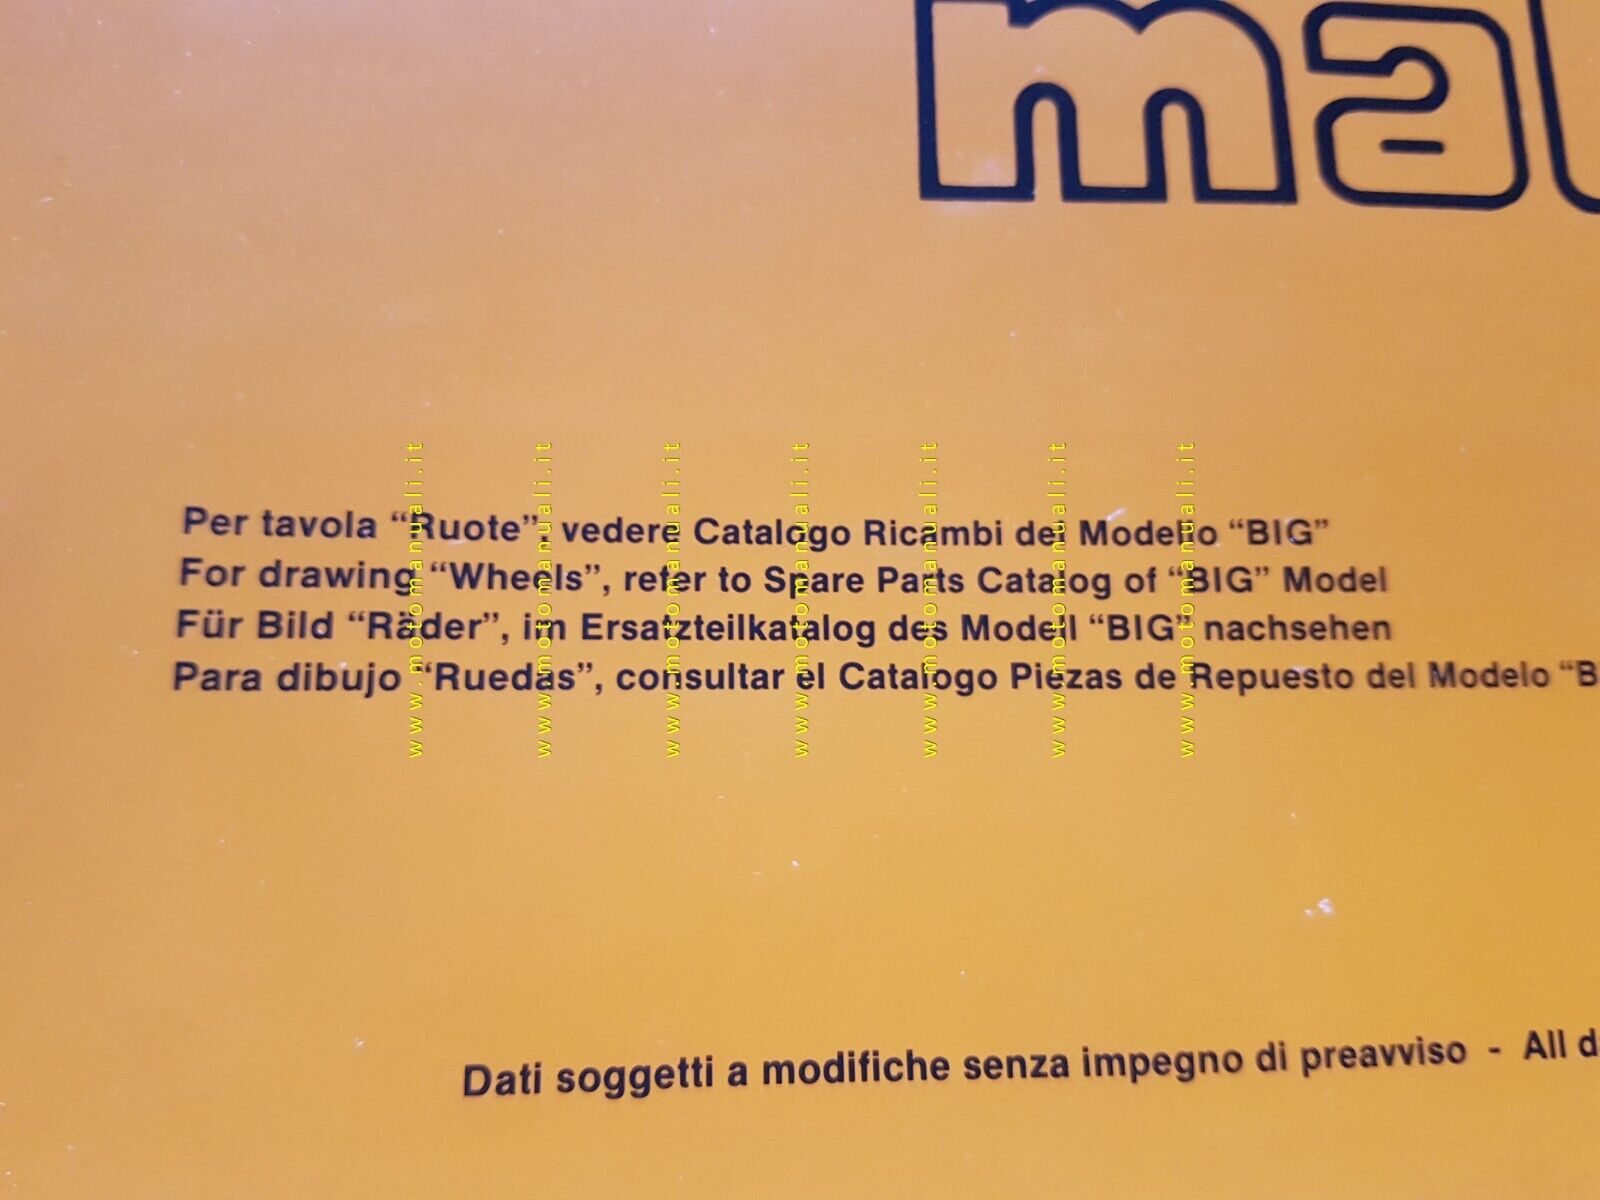 Per tavola “Ruote”, vedere Catalogo Ricambi del Modello “BIG”
For drawing “Wheels”, refer to Spare Parts Catalog of “BIG” Model
Für Bild “Räder”, im Ersatzteilkatalog des Modell “BIG” nachsehen
Para dibujo “Ruedas”, consultar el Catalogo Piezas de Repuesto del Modelo
Dati soggetti a modifiche senza impegno di preavviso - All
www.motomanuali.it
www.motomanuali.it
www.motomanuali.it
www.motomanuali.it
www.motomanuali.it
www.motomanuali.it
www.motomanuali.it